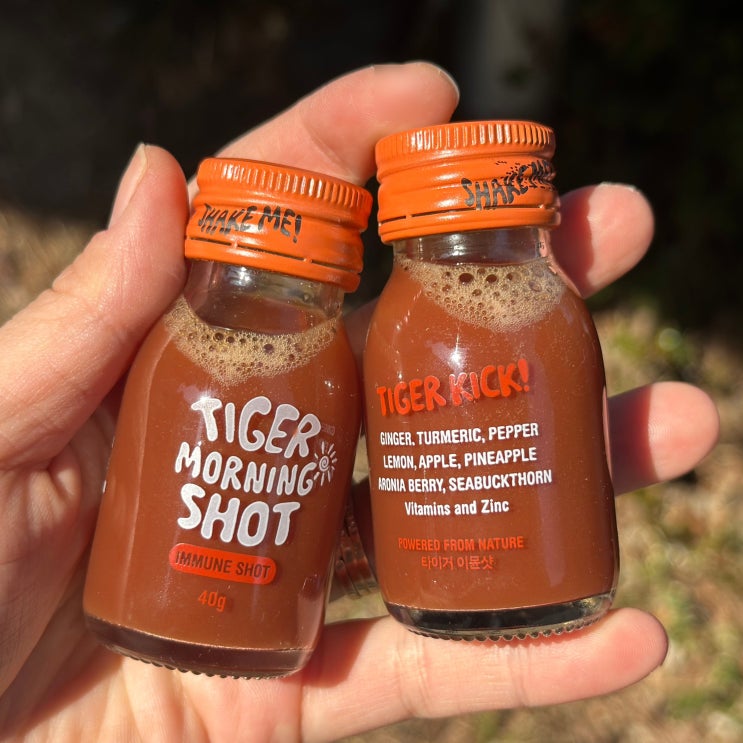 SHAKE ME!
TIGER
MORNING
SHOT
IMMUNE SHOT
40g
SHAKE ME
TIGER KICK!
GINGER, TURMERIC, PEPPER
LEMON, APPLE, PINEAPPLE
ARONIA BERRY, SEABUCKTHORN
Vitamins and Zinc
POWERED FROM NATURE
타이거 이뮨샷